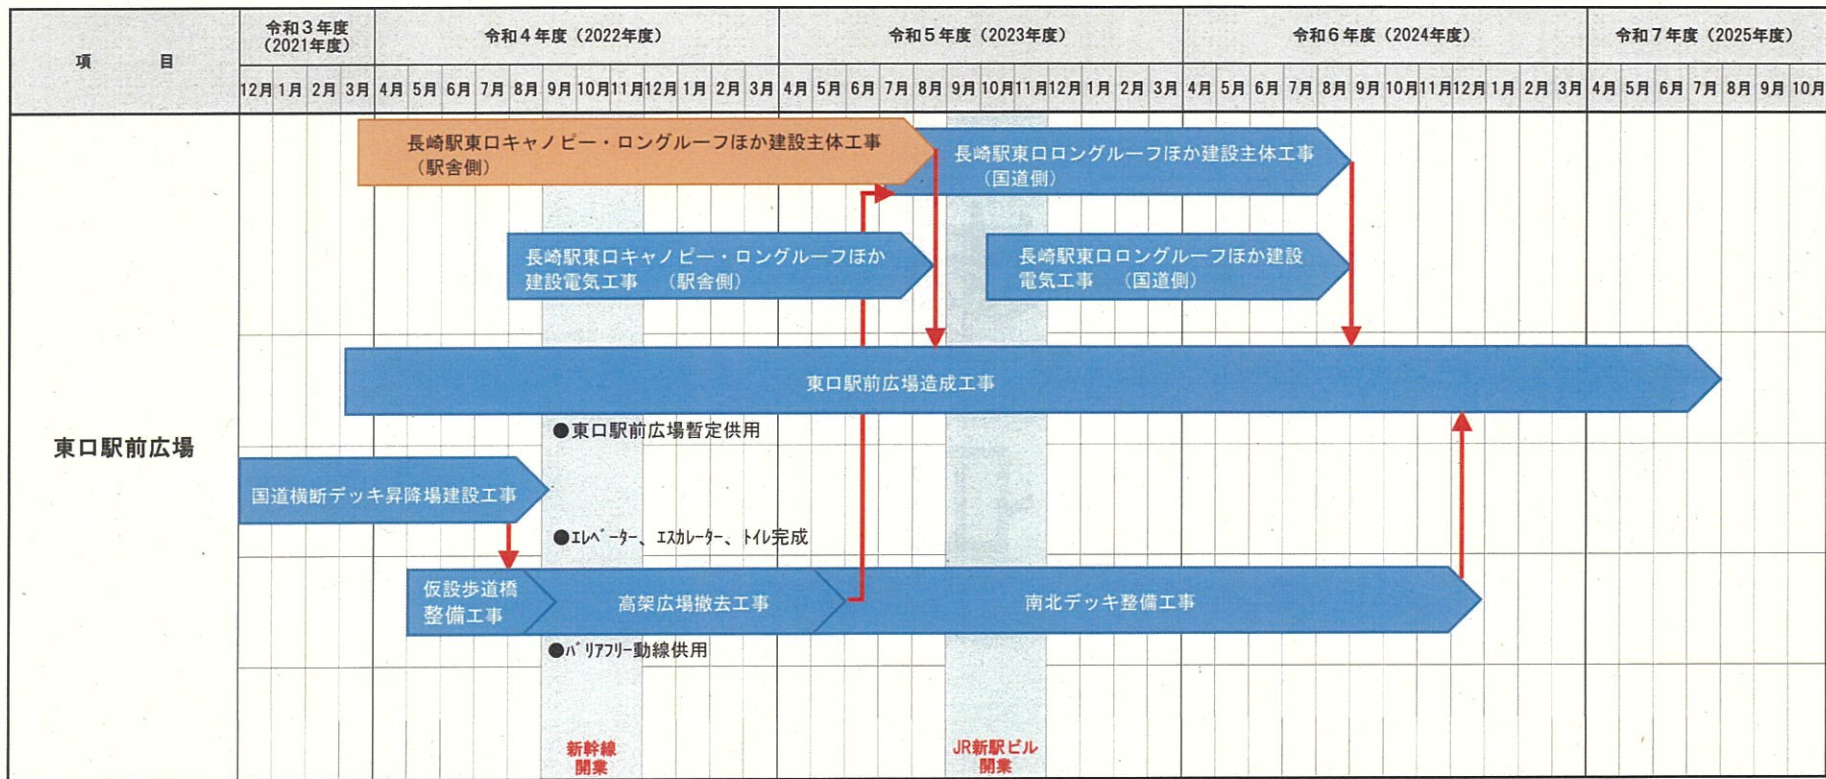 項　　目
令和３年度
（2021年度）
令和４年度（2022年度）
令和５年度（2023年度）
令和６年度（2024年度）
令和７年度（2025年度）
12月 1月 2月 3月 4月 5月 6月 7月 8月 9月 10月 11月 12月 1月 2月 3月 4月 5月 6月 7月 8月 9月 10月 11月 12月 1月 2月 3月 4月 5月 6月 7月 8月 9月 10月 11月 12月 1月 2月 3月 4月 5月 6月 7月 8月 9月 10月
東口駅前広場
長崎駅東口キャノピー・ロングルーフほか建設主体工事
（駅舎側）
長崎駅東口ロングルーフほか建設主体工事
（国道側）
長崎駅東口キャノピー・ロングルーフほか
建設電気工事　（駅舎側）
長崎駅東口ロングルーフほか建設
電気工事　（国道側）
東口駅前広場造成工事
●東口駅前広場暫定供用
国道横断デッキ昇降場建設工事
●ｴﾚﾍﾞｰﾀｰ、ｴｽｶﾚｰﾀｰ、ﾄｲﾚ完成
仮設歩道橋
整備工事
高架広場撤去工事
南北デッキ整備工事
●ﾊﾞﾘｱﾌﾘｰ動線供用
新幹線
開業
JR新駅ビル
開業